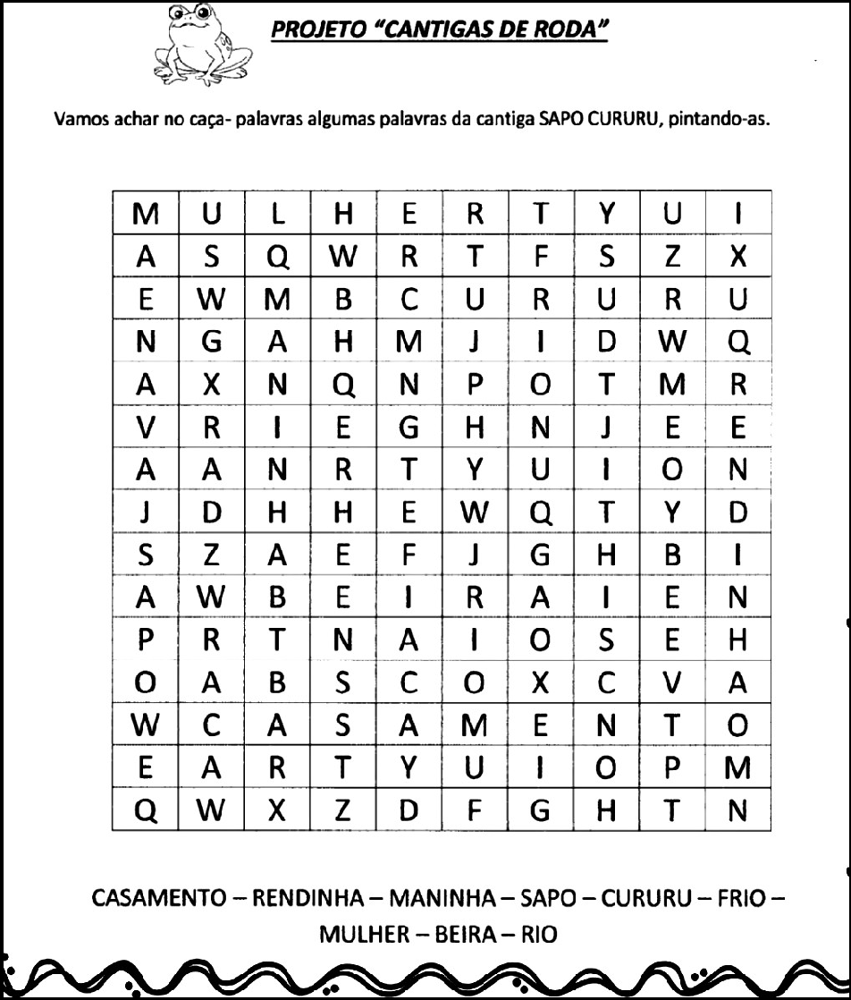 PROJETO "CANTIGAS DE RODA"
Vamos achar no caça- palavras algumas palavras da cantiga SAPO CURURU, pintando-as.
M U L H E R T Y U I
A S Q W R T F S Z X
E W M B C U R U R U
N G A H M J I D W Q
A X N Q N P O T M R
V R I E G H N J E E
A A N R T Y U I O N
J D H H E W Q T Y D
S Z A E F J G H B I
A W B E I R A I E N
P R T N A I O S E H
O A B S C O X C V A
W C A S A M E N T O
E A R T Y U I O P M
Q W X Z D F G H T N
CASAMENTO – RENDINHA – MANINHA – SAPO – CURURU – FRIO –
MULHER – BEIRA – RIO